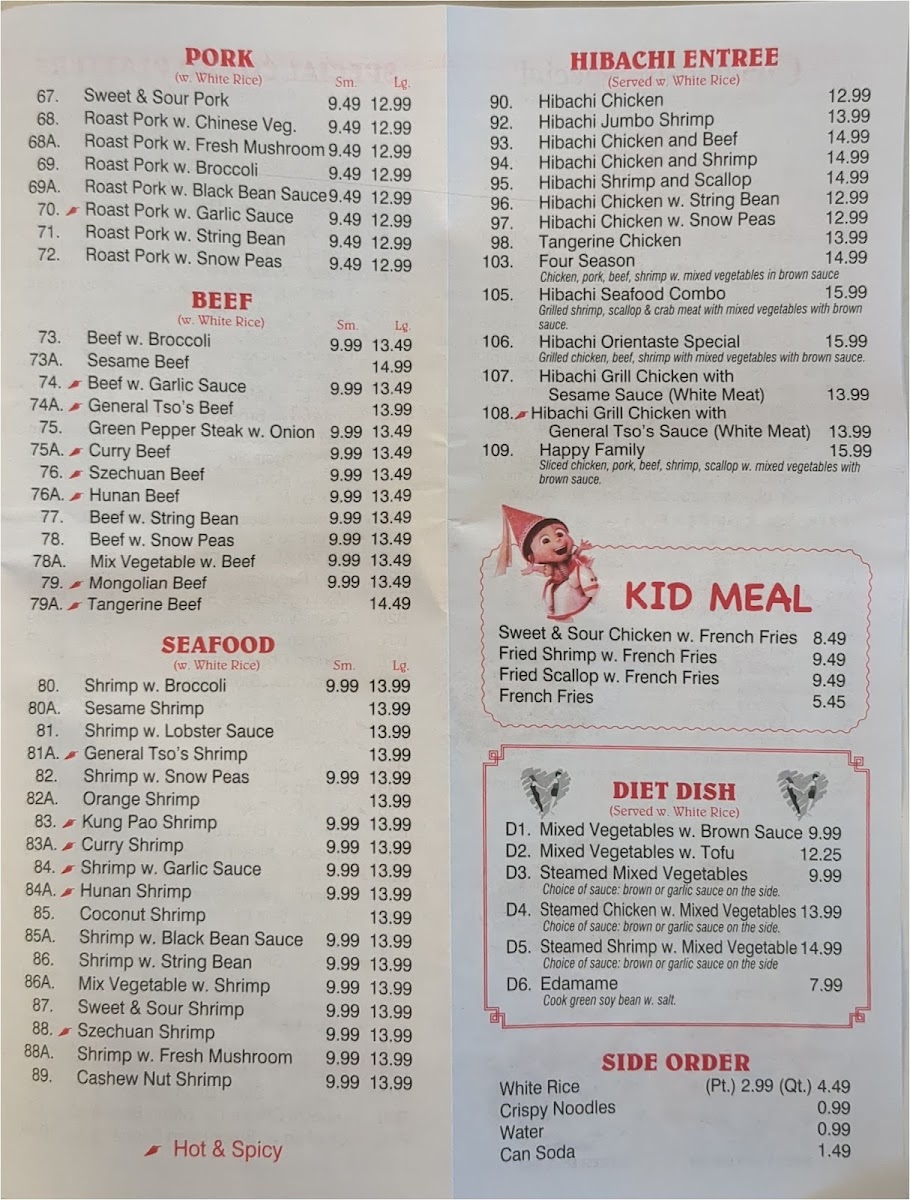 PORK
(w. White Rice) Sm. Lg.
67. Sweet & Sour Pork 9.49 12.99
68. Roast Pork w. Chinese Veg. 9.49 12.99
68A. Roast Pork w. Fresh Mushroom 9.49 12.99
69. Roast Pork w. Broccoli 9.49 12.99
69A. Roast Pork w. Black Bean Sauce 9.49 12.99
70. Roast Pork w. Garlic Sauce 9.49 12.99
71. Roast Pork w. String Bean 9.49 12.99
72. Roast Pork w. Snow Peas 9.49 12.99
BEEF
(w. White Rice) Sm. Lg.
73. Beef w. Broccoli 9.99 13.49
73A. Sesame Beef 14.99
74. Beef w. Garlic Sauce 9.99 13.49
74A. General Tso's Beef 13.99
75. Green Pepper Steak w. Onion 9.99 13.49
75A. Curry Beef 9.99 13.49
76. Szechuan Beef 9.99 13.49
76A. Hunan Beef 9.99 13.49
77. Beef w. String Bean 9.99 13.49
78. Beef w. Snow Peas 9.99 13.49
78A. Mix Vegetable w. Beef 9.99 13.49
79. Mongolian Beef 9.99 13.49
79A. Tangerine Beef 14.49
SEAFOOD
(w. White Rice) Sm. Lg.
80. Shrimp w. Broccoli 9.99 13.99
80A. Sesame Shrimp 13.99
81. Shrimp w. Lobster Sauce 13.99
81A. General Tso's Shrimp 13.99
82. Shrimp w. Snow Peas 9.99 13.99
82A. Orange Shrimp 13.99
83. Kung Pao Shrimp 9.99 13.99
83A. Curry Shrimp 9.99 13.99
84. Shrimp w. Garlic Sauce 9.99 13.99
84A. Hunan Shrimp 9.99 13.99
85. Coconut Shrimp 13.99
85A. Shrimp w. Black Bean Sauce 9.99 13.99
86. Shrimp w. String Bean 9.99 13.99
86A. Mix Vegetable w. Shrimp 9.99 13.99
87. Sweet & Sour Shrimp 9.99 13.99
88. Szechuan Shrimp 9.99 13.99
88A. Shrimp w. Fresh Mushroom 9.99 13.99
89. Cashew Nut Shrimp 9.99 13.99
Hot & Spicy
HIBACHI ENTREE
(Served w. White Rice)
90. Hibachi Chicken 12.99
92. Hibachi Jumbo Shrimp 13.99
93. Hibachi Chicken and Beef 14.99
94. Hibachi Chicken and Shrimp 14.99
95. Hibachi Shrimp and Scallop 14.99
96. Hibachi Chicken w. String Bean 12.99
97. Hibachi Chicken w. Snow Peas 12.99
98. Tangerine Chicken 13.99
103. Four Season 14.99
Chicken, pork, beef, shrimp w. mixed vegetables in brown sauce
105. Hibachi Seafood Combo 15.99
Grilled shrimp, scallop & crab meat with mixed vegetables with brown
sauce.
106. Hibachi Orientaste Special 15.99
Grilled chicken, beef, shrimp with mixed vegetables with brown sauce.
107. Hibachi Grill Chicken with
Sesame Sauce (White Meat) 13.99
108. Hibachi Grill Chicken with
General Tso's Sauce (White Meat) 13.99
109. Happy Family 15.99
Sliced chicken, pork, beef, shrimp, scallop w. mixed vegetables with
brown sauce.
KID MEAL
Sweet & Sour Chicken w. French Fries 8.49
Fried Shrimp w. French Fries 9.49
Fried Scallop w. French Fries 9.49
French Fries 5.45
DIET DISH
(Served w. White Rice)
D1. Mixed Vegetables w. Brown Sauce 9.99
D2. Mixed Vegetables w. Tofu 12.25
D3. Steamed Mixed Vegetables 9.99
Choice of sauce: brown or garlic sauce on the side.
D4. Steamed Chicken w. Mixed Vegetables 13.99
Choice of sauce: brown or garlic sauce on the side.
D5. Steamed Shrimp w. Mixed Vegetable 14.99
Choice of sauce: brown or garlic sauce on the side
D6. Edamame 7.99
Cook green soy bean w. salt.
SIDE ORDER
White Rice (Pt.) 2.99 (Qt.) 4.49
Crispy Noodles 0.99
Water 0.99
Can Soda 1.49